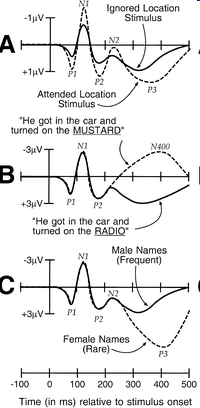 A
-1µV
+1µV
P1
N1
P2
N2
P3
Ignored Location
Stimulus
Attended Location
Stimulus
"He got in the car and
turned on the MUSTARD"
B
-3µV
+3µV
P1
N1
P2
N400
"He got in the car and
turned on the RADIO"
C
-3µV
+3µV
P1
N1
P2
N2
P3
Male Names
(Frequent)
Female Names
(Rare)
-100 0 100 200 300 400 500
Time (in ms) relative to stimulus onset